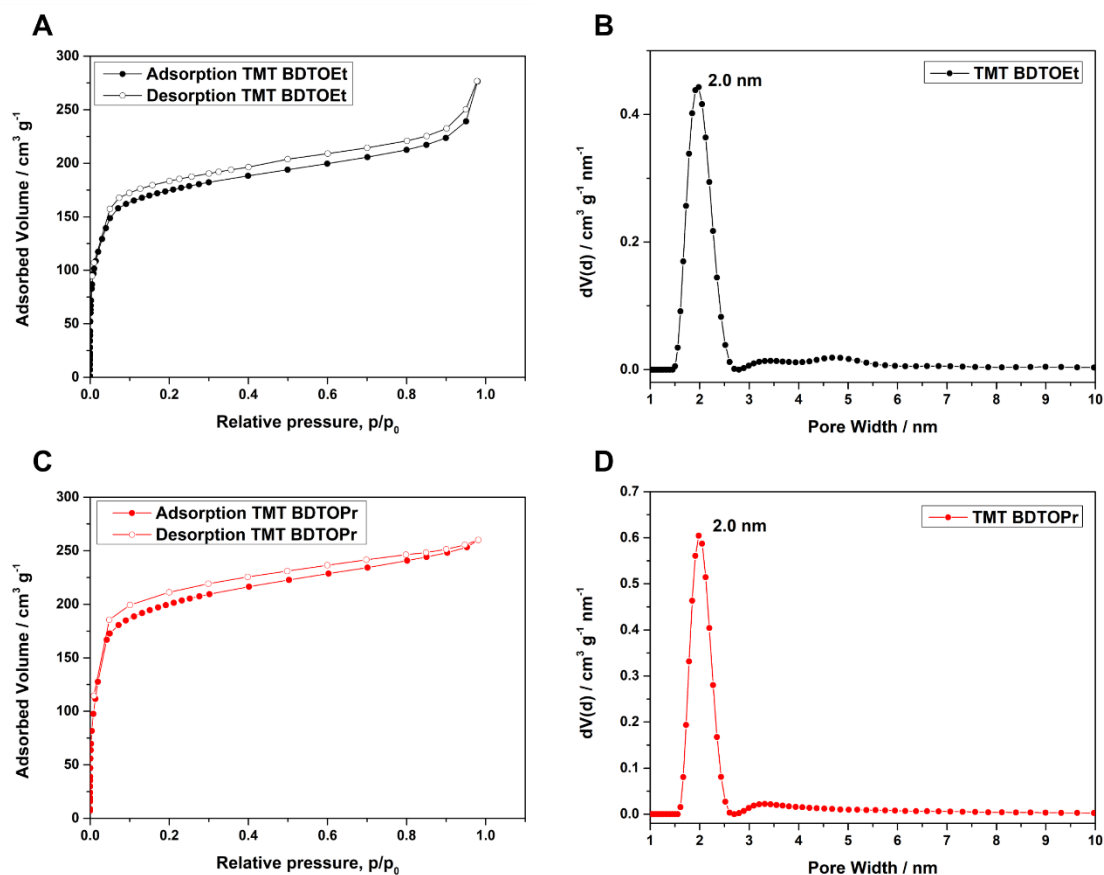 A
Adsorption TMT BDTOEt
Desorption TMT BDTOEt
300
250
200
150
100
50
0
Adsorbed Volume / cm³ g⁻¹
0.0 0.2 0.4 0.6 0.8 1.0
Relative pressure, p/p₀
B
TMT BDTOEt
2.0 nm
0.4
0.2
0.0
dV(d) / cm³ g⁻¹ nm⁻¹
1 2 3 4 5 6 7 8 9 10
Pore Width / nm
C
Adsorption TMT BDTOPr
Desorption TMT BDTOPr
300
250
200
150
100
50
0
Adsorbed Volume / cm³ g⁻¹
0.0 0.2 0.4 0.6 0.8 1.0
Relative pressure, p/p₀
D
TMT BDTOPr
2.0 nm
0.7
0.6
0.5
0.4
0.3
0.2
0.1
0.0
dV(d) / cm³ g⁻¹ nm⁻¹
1 2 3 4 5 6 7 8 9 10
Pore Width / nm